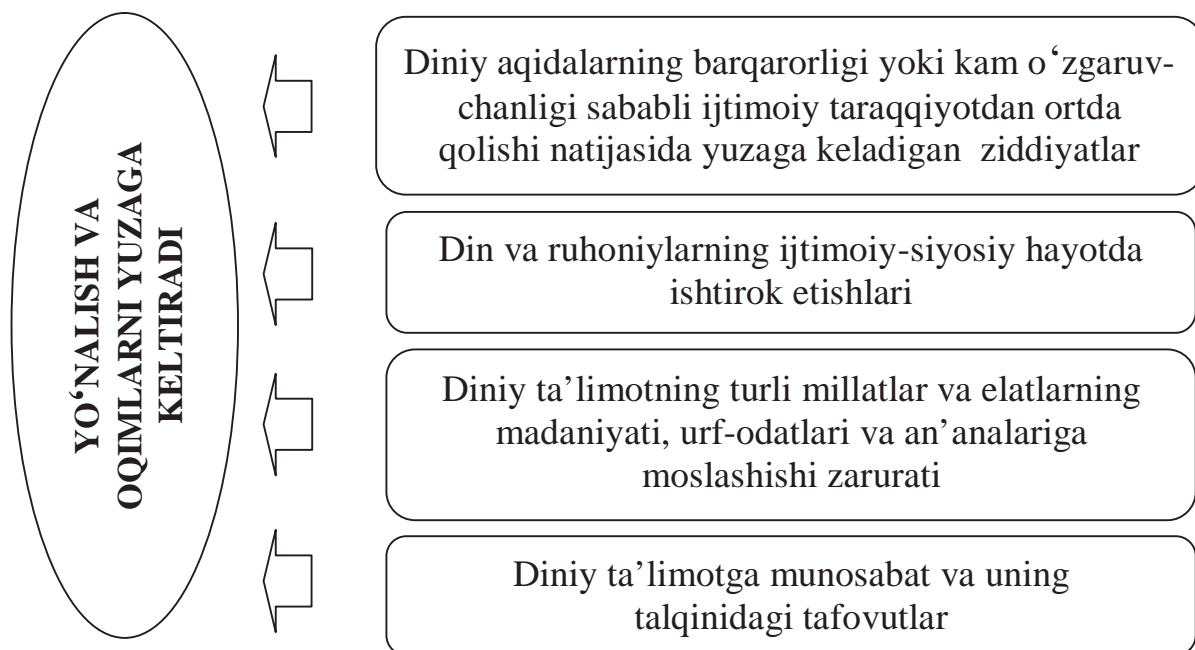 YO‘NALISH VA
OQIMLARNI YUZAGA
KELTIRADI
Diniy aqidalarning barqarorligi yoki kam o‘zgaruv-
chanligi sababli ijtimoiy taraqqiyotdan ortda
qolishi natijasida yuzaga keladigan ziddiyatlar
Din va ruhoniylarning ijtimoiy-siyosiy hayotda
ishtirok etishlari
Diniy ta’limotning turli millatlar va elatlarning
madaniyati, urf-odatlari va an’analariga
moslashishi zarurati
Diniy ta’limotga munosabat va uning
talqinidagi tafovutlar